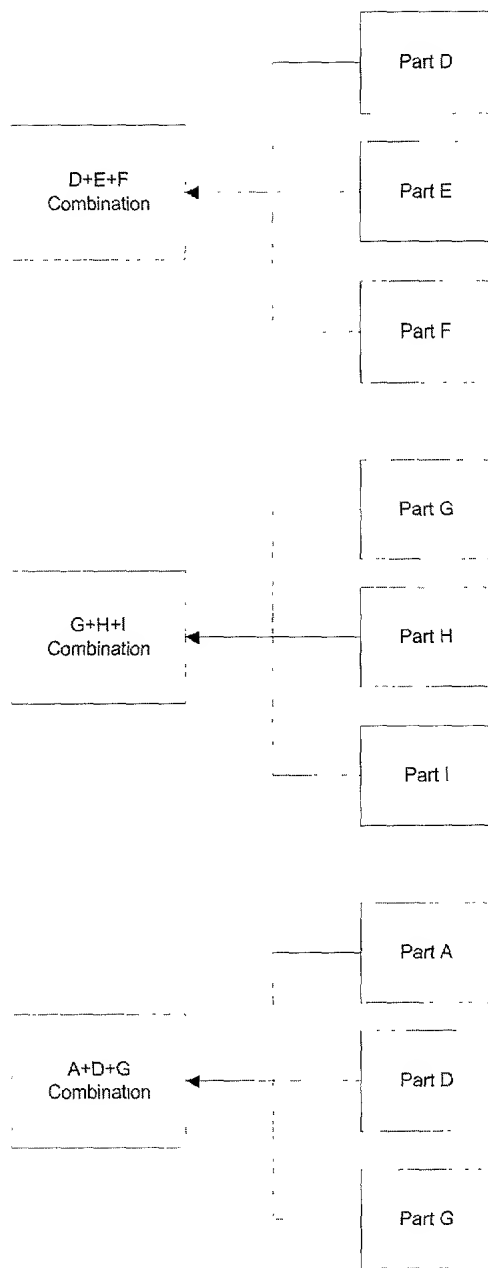 Part D
D+E+F
Combination
Part E
Part F
Part G
G+H+I
Combination
Part H
Part I
Part A
A+D+G
Combination
Part D
Part G